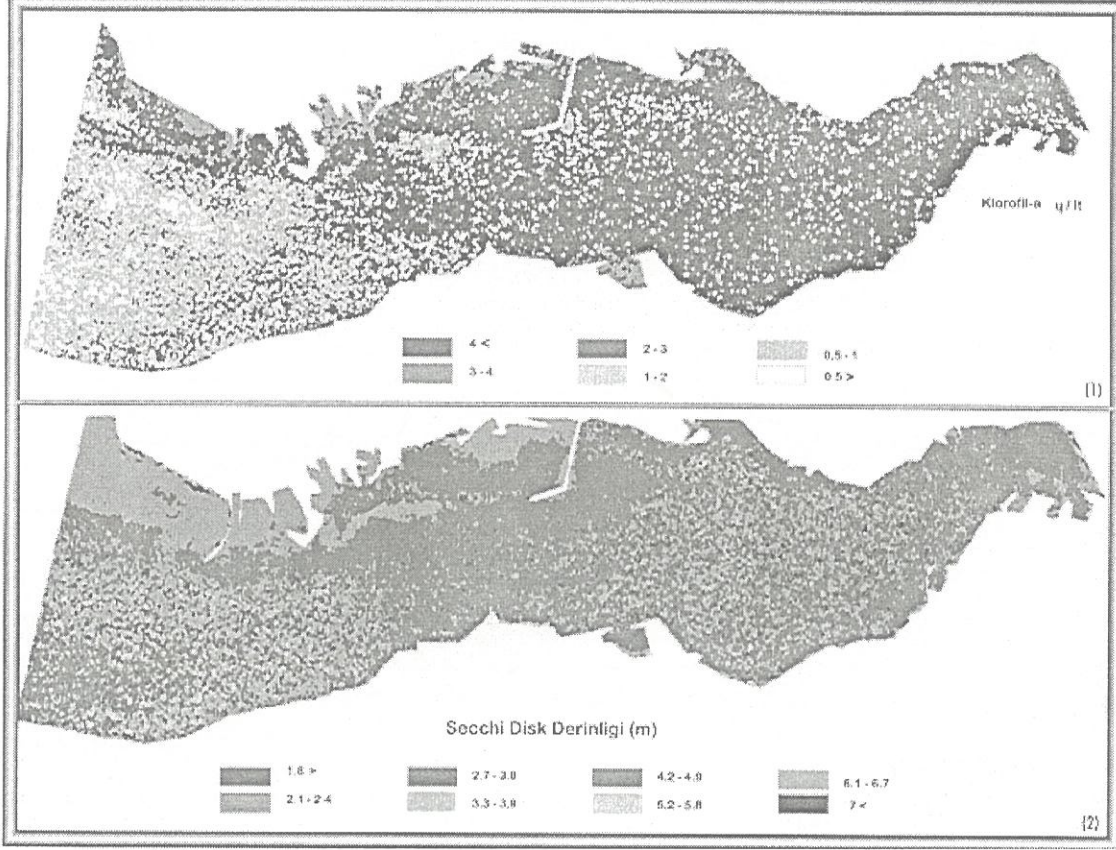 Klorofil-a μ / lt
4 <
2 - 3
0,5 - 1
3 - 4
1 - 2
0.5 >
(1)
Secchi Disk Derinligi (m)
1.8 >
2.7 - 3.0
4.2 - 4.9
6.1 - 6.7
2.1 - 2.4
3.3 - 3.9
5.2 - 5.8
7 <
(2)